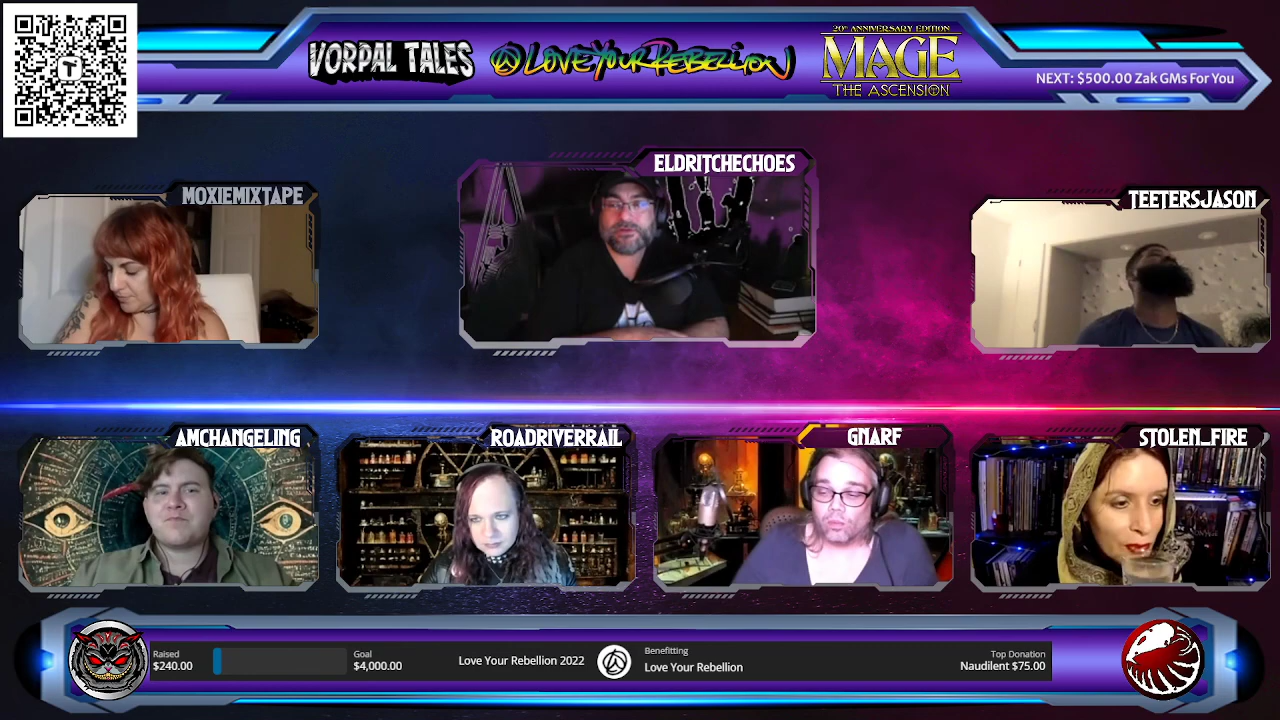 VORPAL TALES
@LOVEYOURREBELLION
20th ANNIVERSARY EDITION
MAGE
THE ASCENSION
NEXT: $500.00 Zak GMs For You
ELDRITCHECHOES
MOXIEMIXTAPE
TEETERSJASON
AMCHANGELING
ROADRIVERRAIL
GNARF
STOLEN_FIRE
Raised
$240.00
Goal
$4,000.00
Love Your Rebellion 2022
Benefitting
Love Your Rebellion
Top Donation
Naudilent $75.00